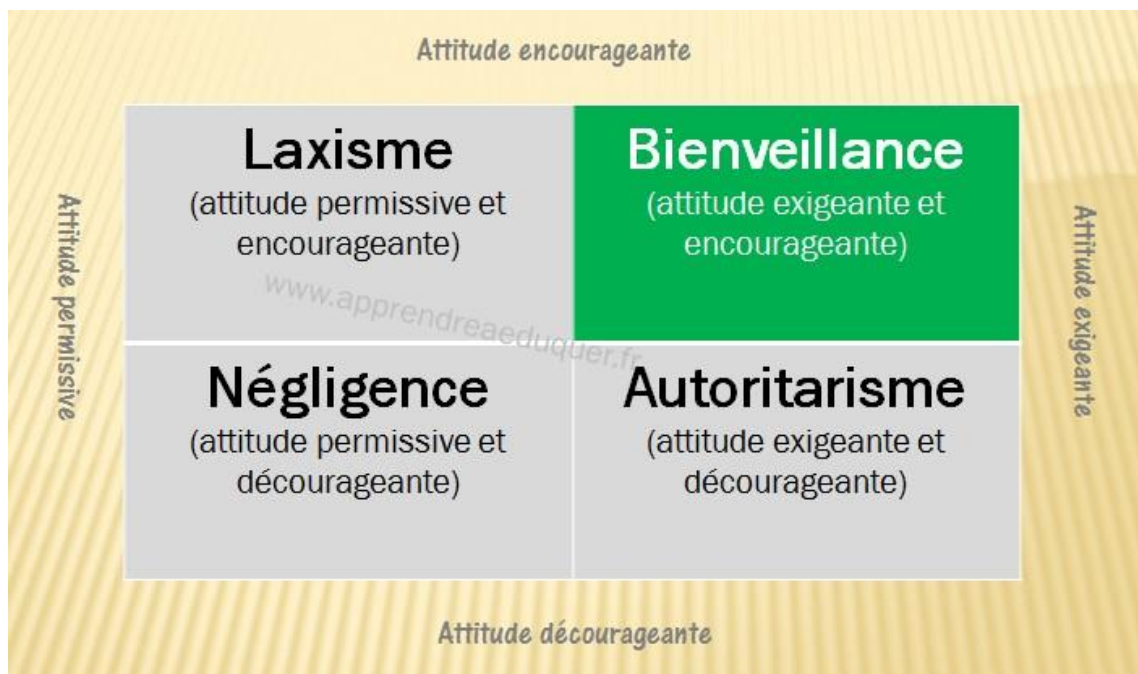 Attitude encourageante
Laxisme
(attitude permissive et
encourageante)
Bienveillance
(attitude exigeante et
encourageante)
Attitude permissive
Attitude exigeante
www.apprendreaeduquer.fr
Négligence
(attitude permissive et
décourageante)
Autoritarisme
(attitude exigeante et
décourageante)
Attitude décourageante